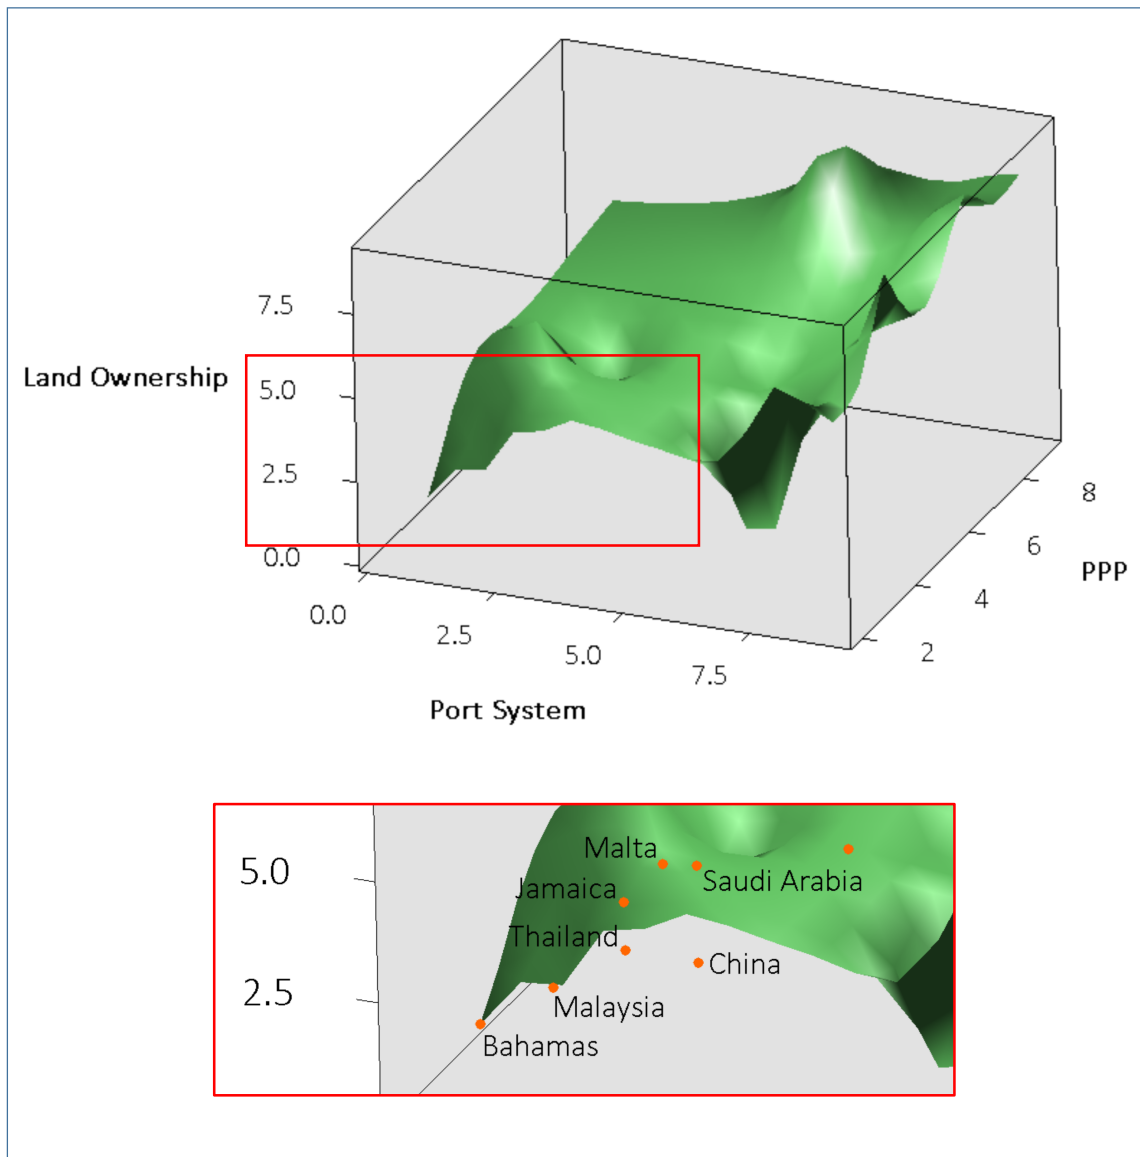 7.5
Land Ownership
5.0
2.5
0.0
0.0
2.5
5.0
7.5
8
6
4
2
PPP
Port System
5.0
2.5
Malta
Saudi Arabia
Jamaica
Thailand
China
Malaysia
Bahamas